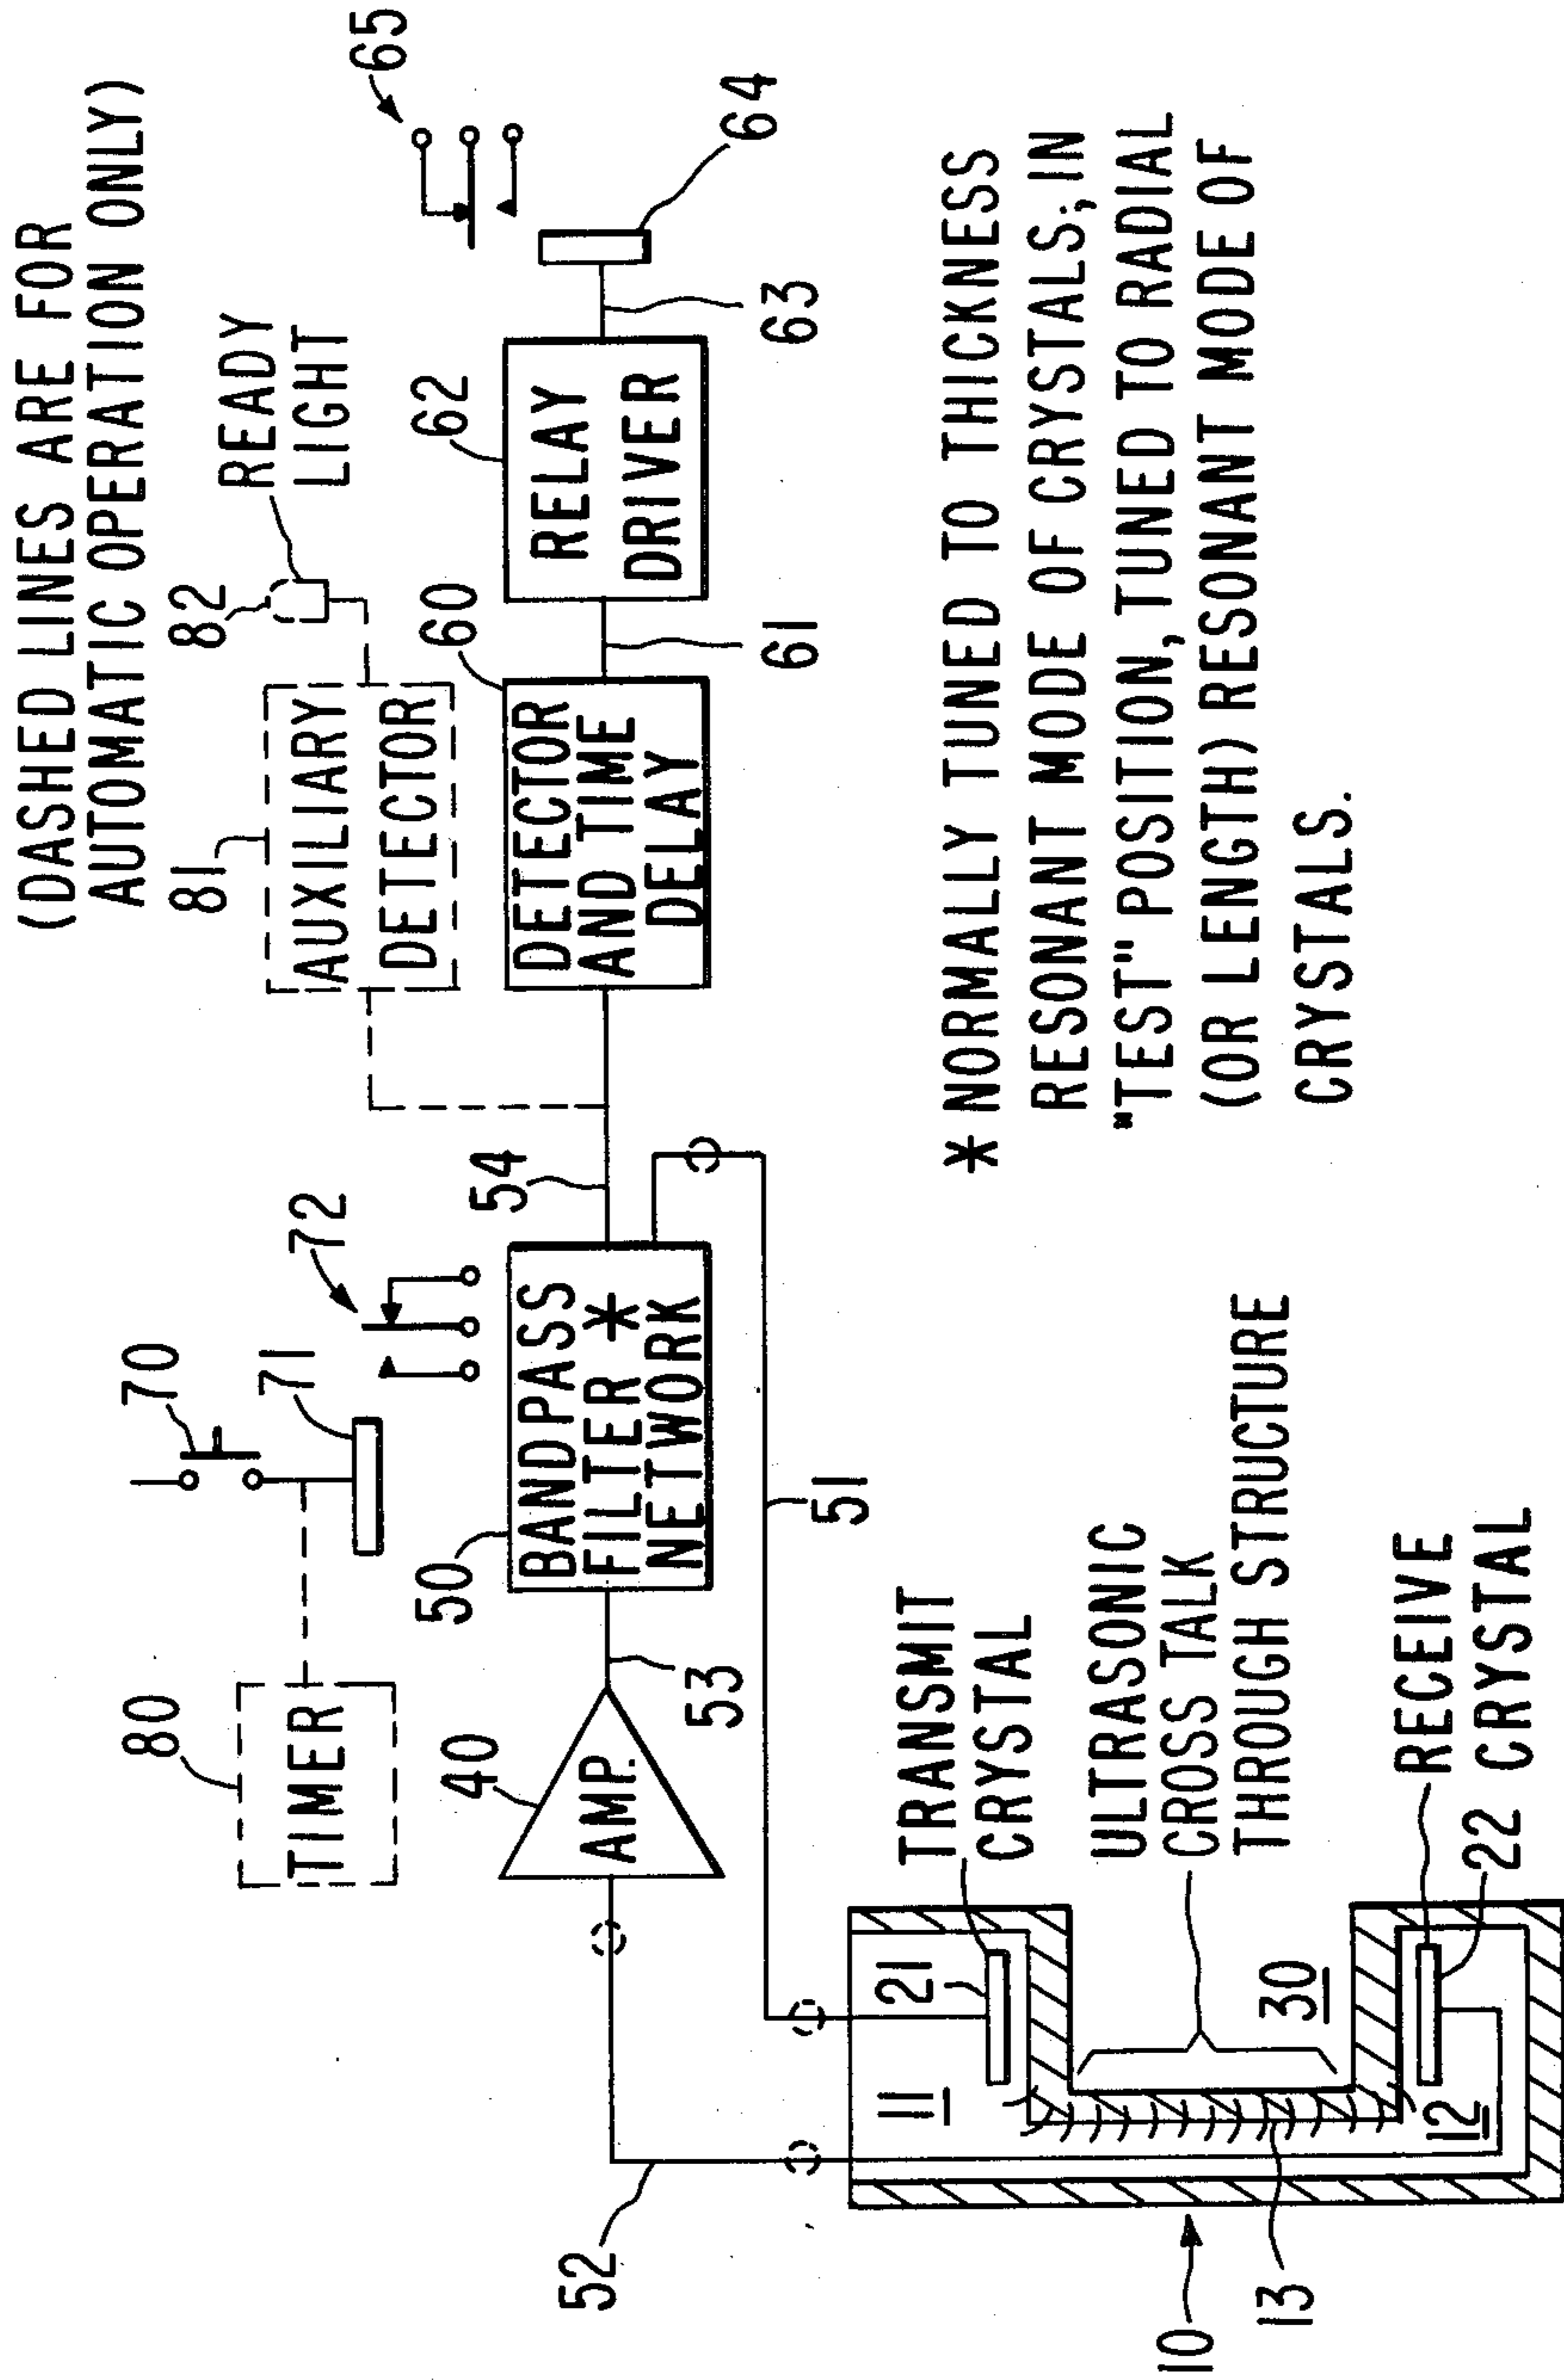 (DASHED LINES ARE FOR
AUTOMATIC OPERATION ONLY)
81
82
READY
LIGHT
65
AUXILIARY
DETECTOR
80
TIMER
70
71
72
54
60
62
40
AMP.
50
BANDPASS
FILTER *
NETWORK
DETECTOR
AND TIME
DELAY
RELAY
DRIVER
64
52
53
51
61
63
11
21
TRANSMIT
CRYSTAL
* NORMALLY TUNED TO THICKNESS
RESONANT MODE OF CRYSTALS; IN
"TEST" POSITION, TUNED TO RADIAL
(OR LENGTH) RESONANT MODE OF
CRYSTALS.
10
13
30
ULTRASONIC
CROSS TALK
THROUGH STRUCTURE
12
22
RECEIVE
CRYSTAL